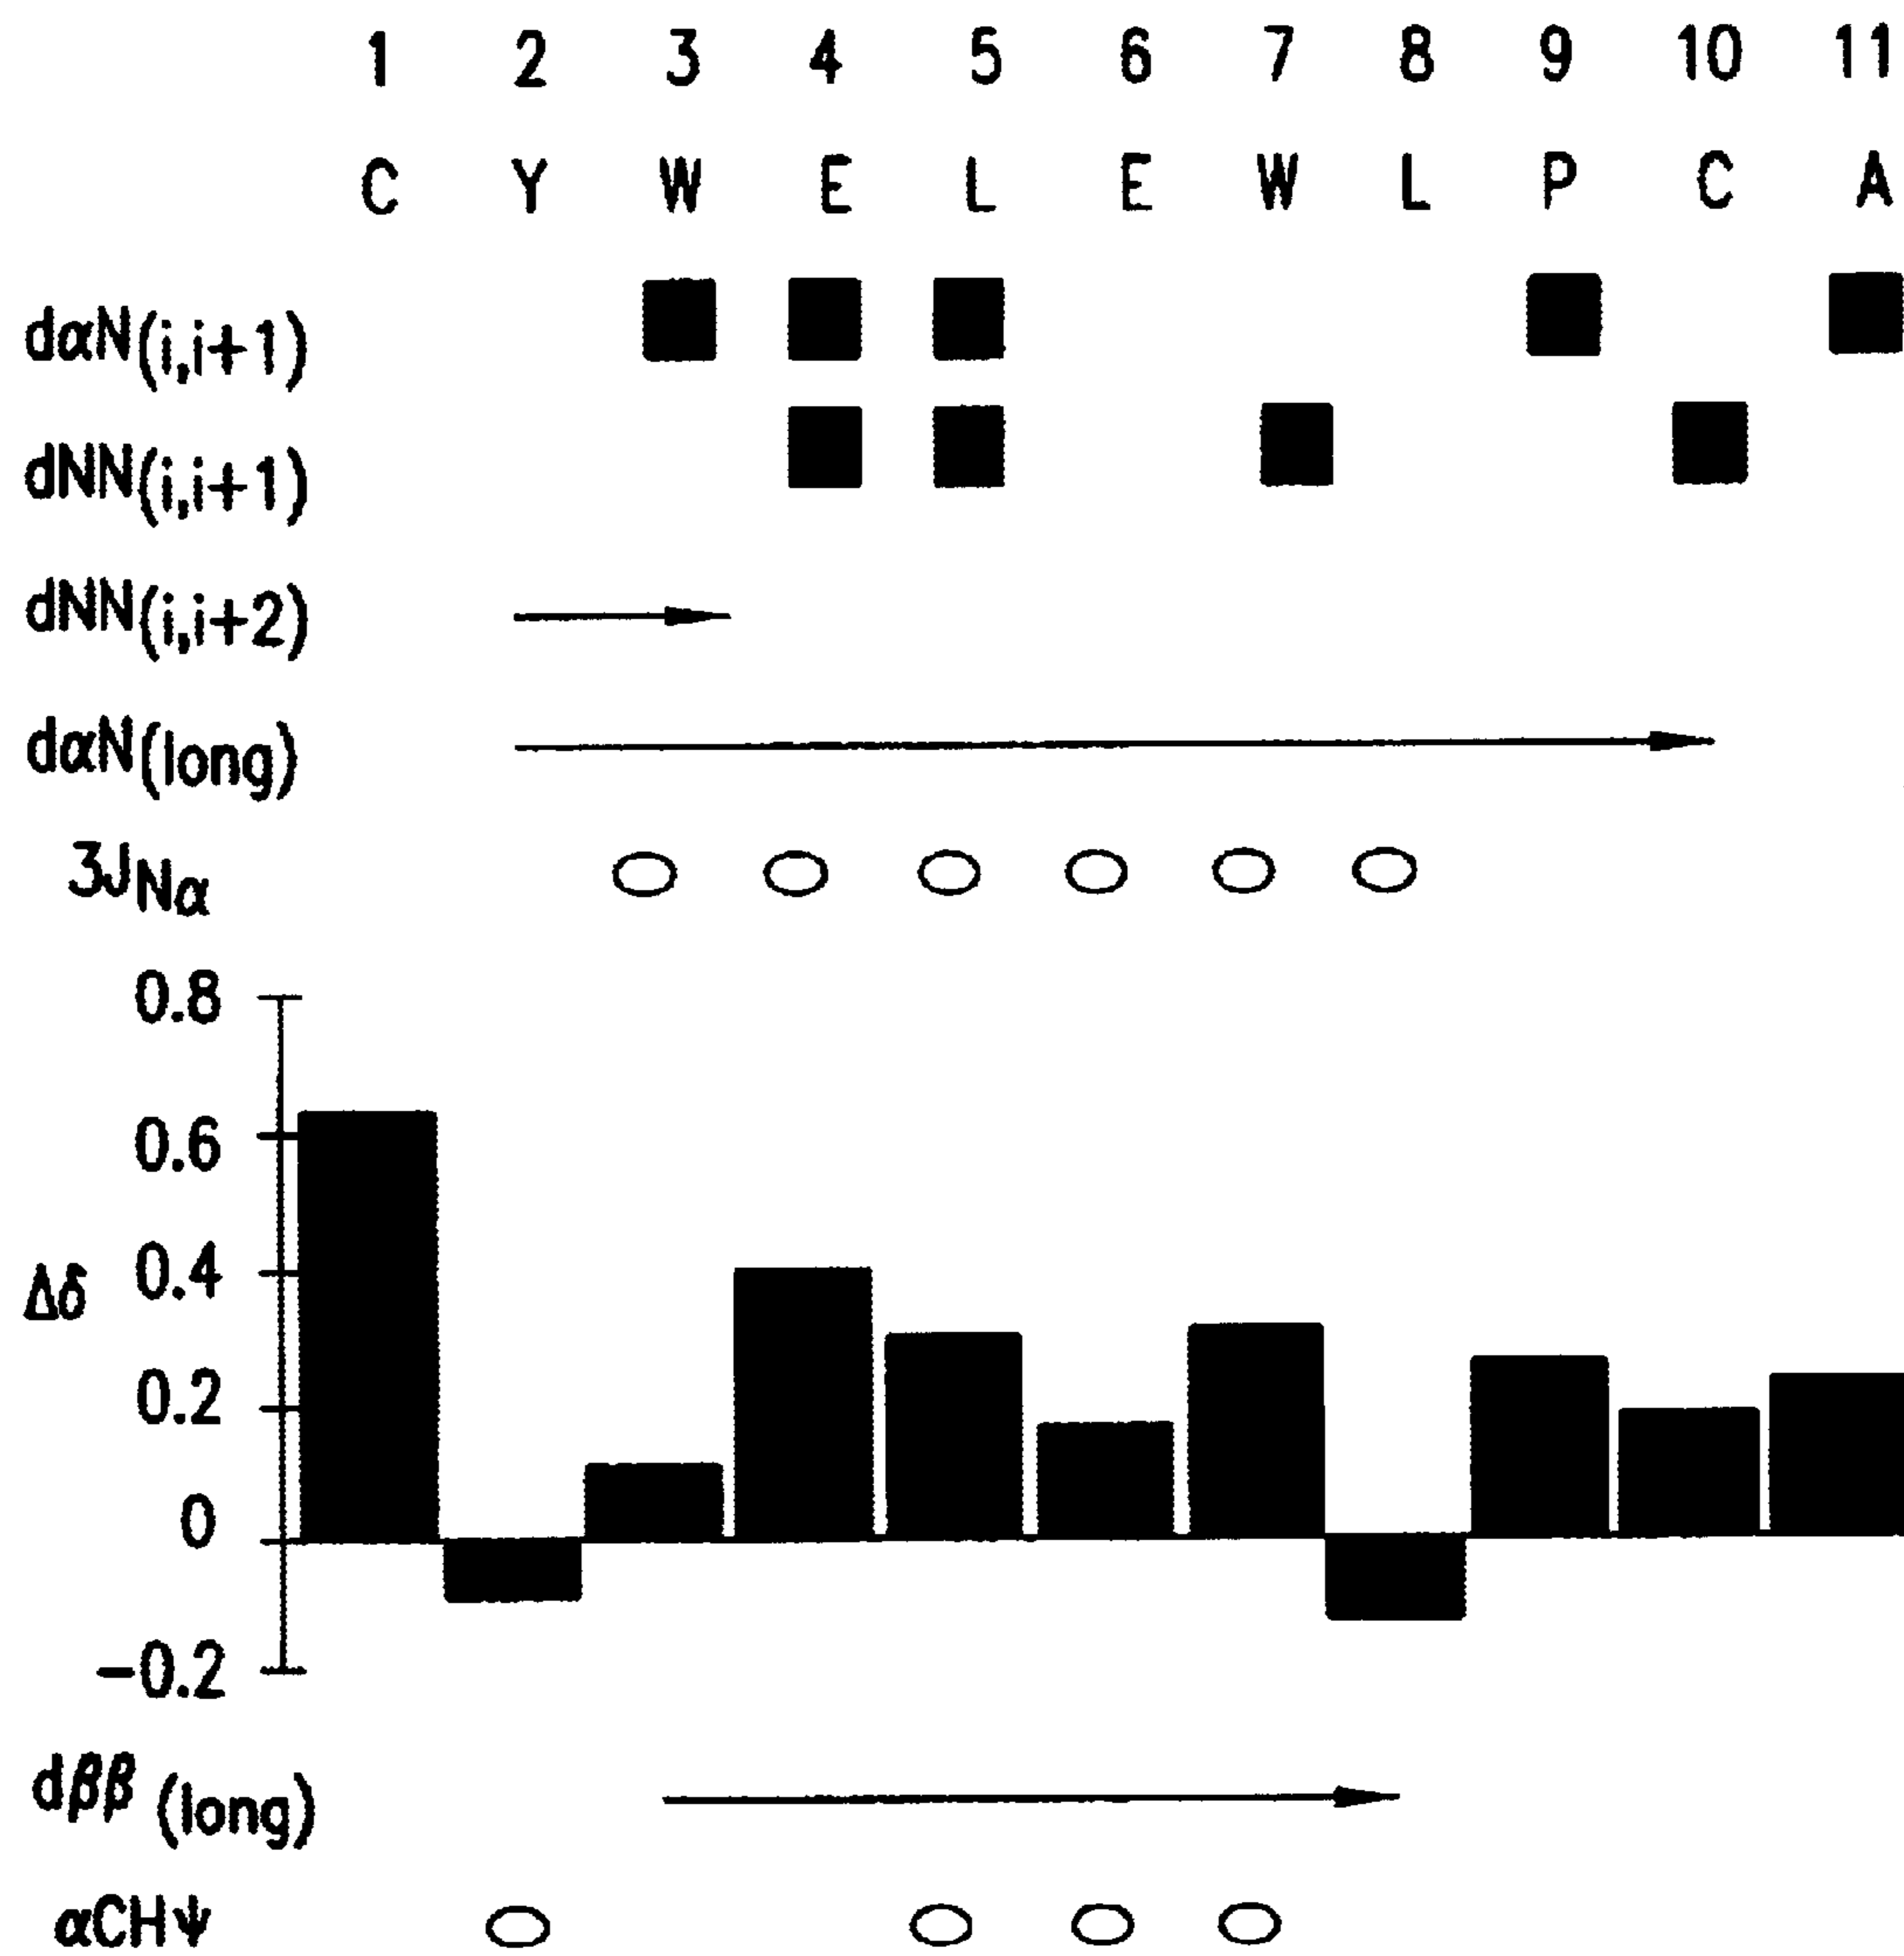 1 2 3 4 5 6 7 8 9 10 11
C Y W E L E W L P C A
dαN(i,i+1)
dNN(i,i+1)
dNN(i,i+2)
dαN(long)
3JNα
0.8
0.6
0.4
Δδ
0.2
0
-0.2
dββ (long)
αCHΨ